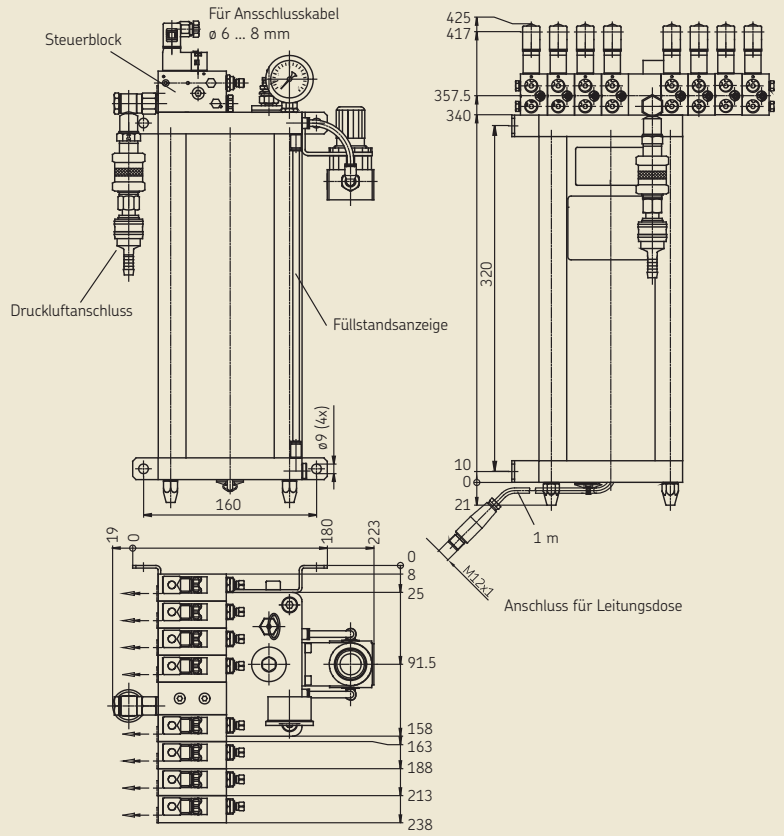 Für Ansschlusskabel
ø 6 ... 8 mm
Steuerblock
Druckluftanschluss
Füllstandsanzeige
ø9 (4x)
160
425
417
357.5
340
320
10
0
21
1 m
M12x1
Anschluss für Leitungsdose
19
0
180
223
0
8
25
91.5
158
163
188
213
238